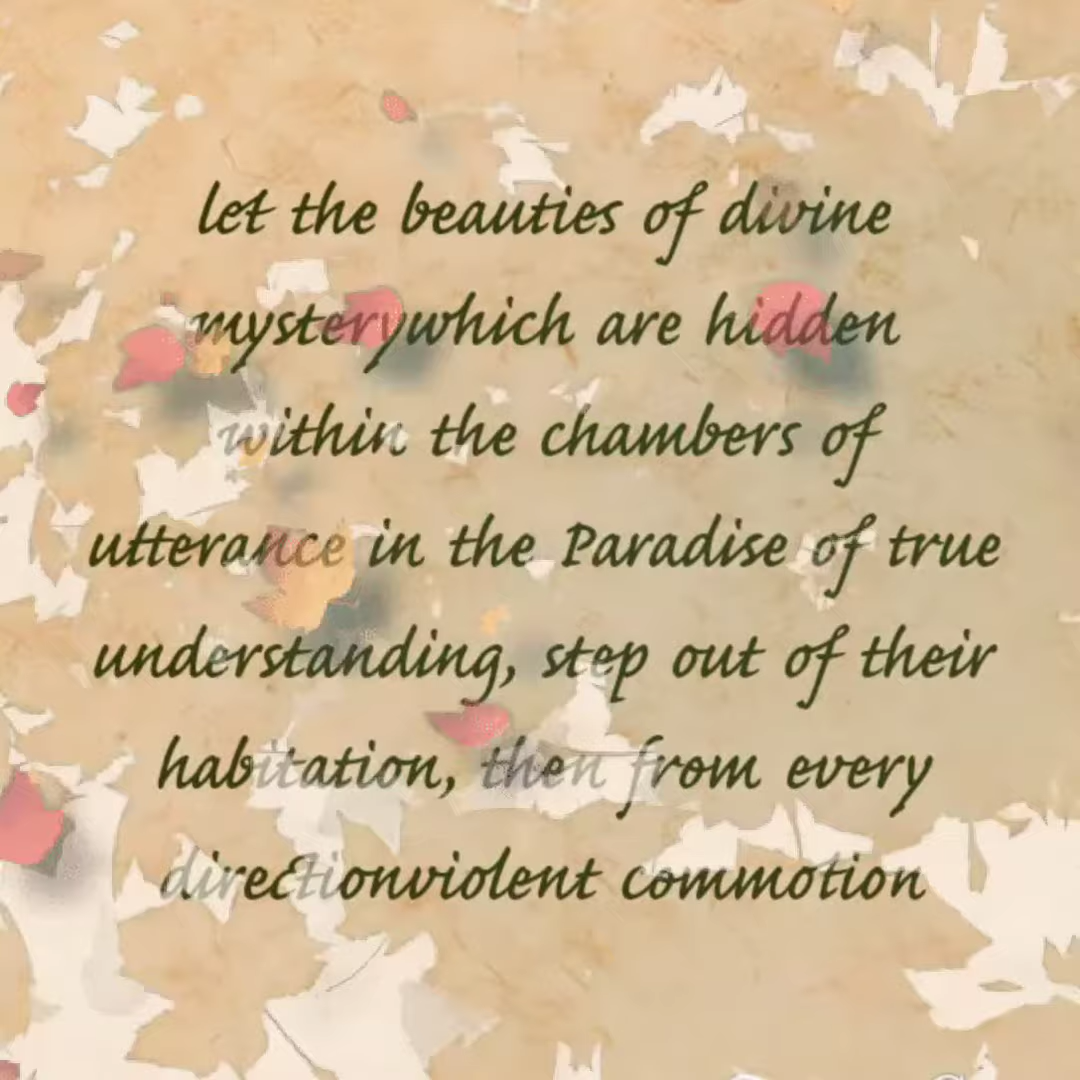 let the beauties of divine
mysterywhich are hidden
within the chambers of
utterance in the Paradise of true
understanding, step out of their
habitation, then from every
directionviolent commotion